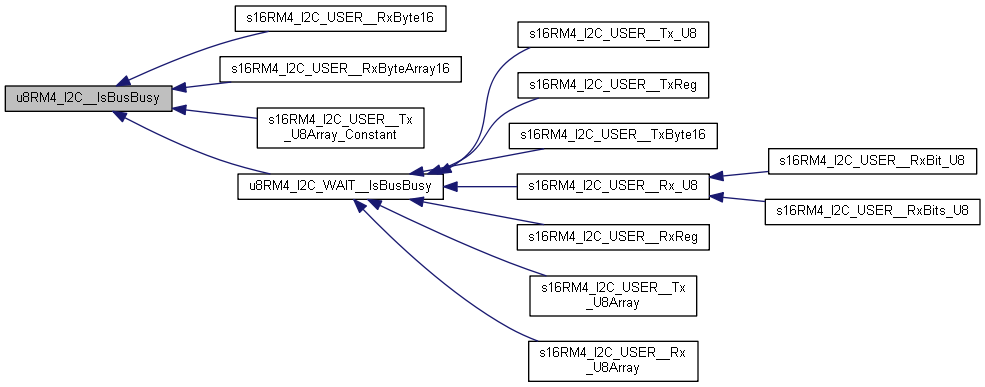 s16RM4_I2C_USER__RxByte16
s16RM4_I2C_USER__RxByteArray16
u8RM4_I2C__IsBusBusy
s16RM4_I2C_USER__Tx
_U8Array_Constant
u8RM4_I2C_WAIT__IsBusBusy
s16RM4_I2C_USER__Tx_U8
s16RM4_I2C_USER__TxReg
s16RM4_I2C_USER__TxByte16
s16RM4_I2C_USER__Rx_U8
s16RM4_I2C_USER__RxBit_U8
s16RM4_I2C_USER__RxBits_U8
s16RM4_I2C_USER__RxReg
s16RM4_I2C_USER__Tx
_U8Array
s16RM4_I2C_USER__Rx
_U8Array